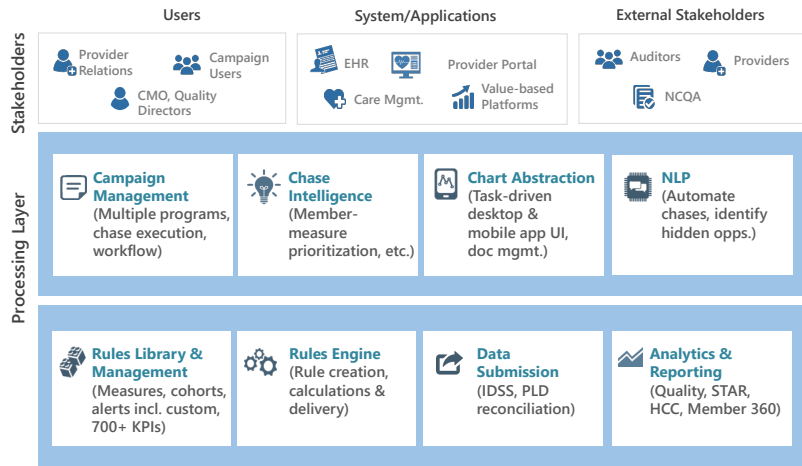 Users
System/Applications
External Stakeholders
Stakeholders
Provider
Relations
Campaign
Users
CMO, Quality
Directors
EHR
Provider Portal
Care Mgmt.
Value-based
Platforms
Auditors
Providers
NCQA
Processing Layer
Campaign
Management
(Multiple programs,
chase execution,
workflow)
Chase
Intelligence
(Member-
measure
prioritization, etc.)
Chart Abstraction
(Task-driven
desktop &
mobile app UI,
doc mgmt.)
NLP
(Automate
chases, identify
hidden opps.)
Rules Library &
Management
(Measures, cohorts,
alerts incl. custom,
700+ KPIs)
Rules Engine
(Rule creation,
calculations &
delivery)
Data
Submission
(IDSS, PLD
reconciliation)
Analytics &
Reporting
(Quality, STAR,
HCC, Member 360)